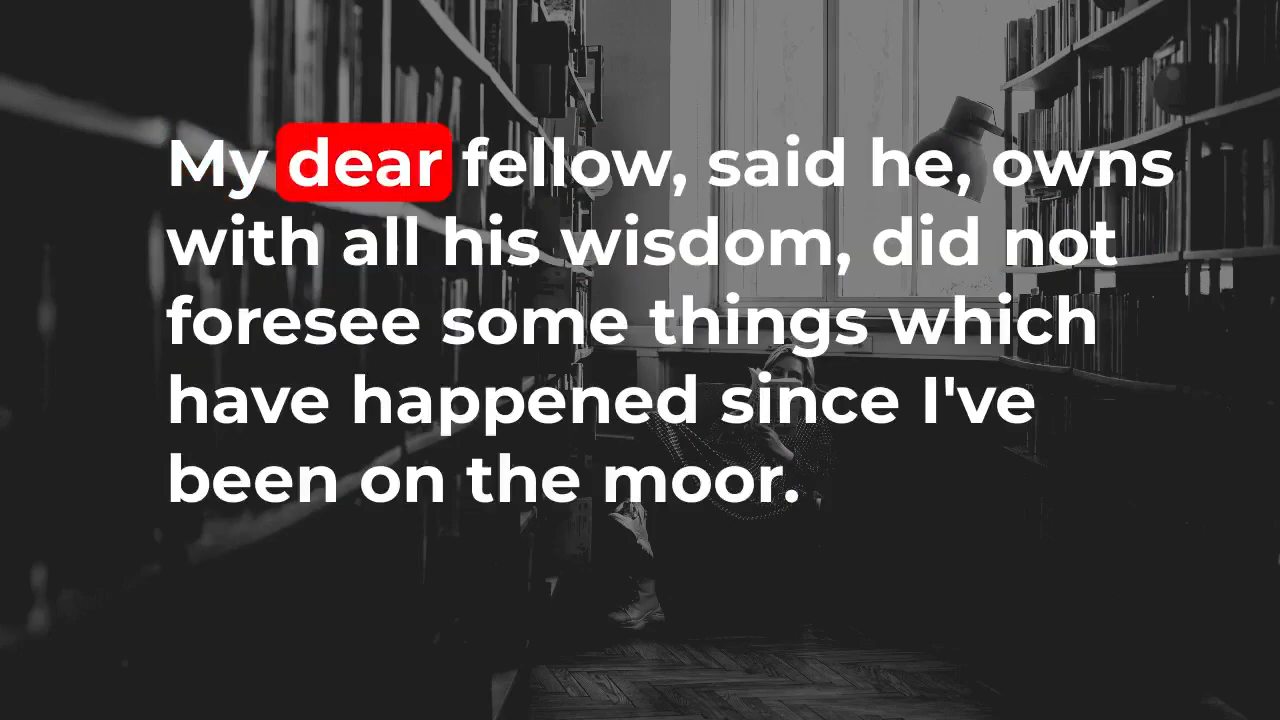 My dear fellow, said he, owns
with all his wisdom, did not
foresee some things which
have happened since I've
been on the moor.